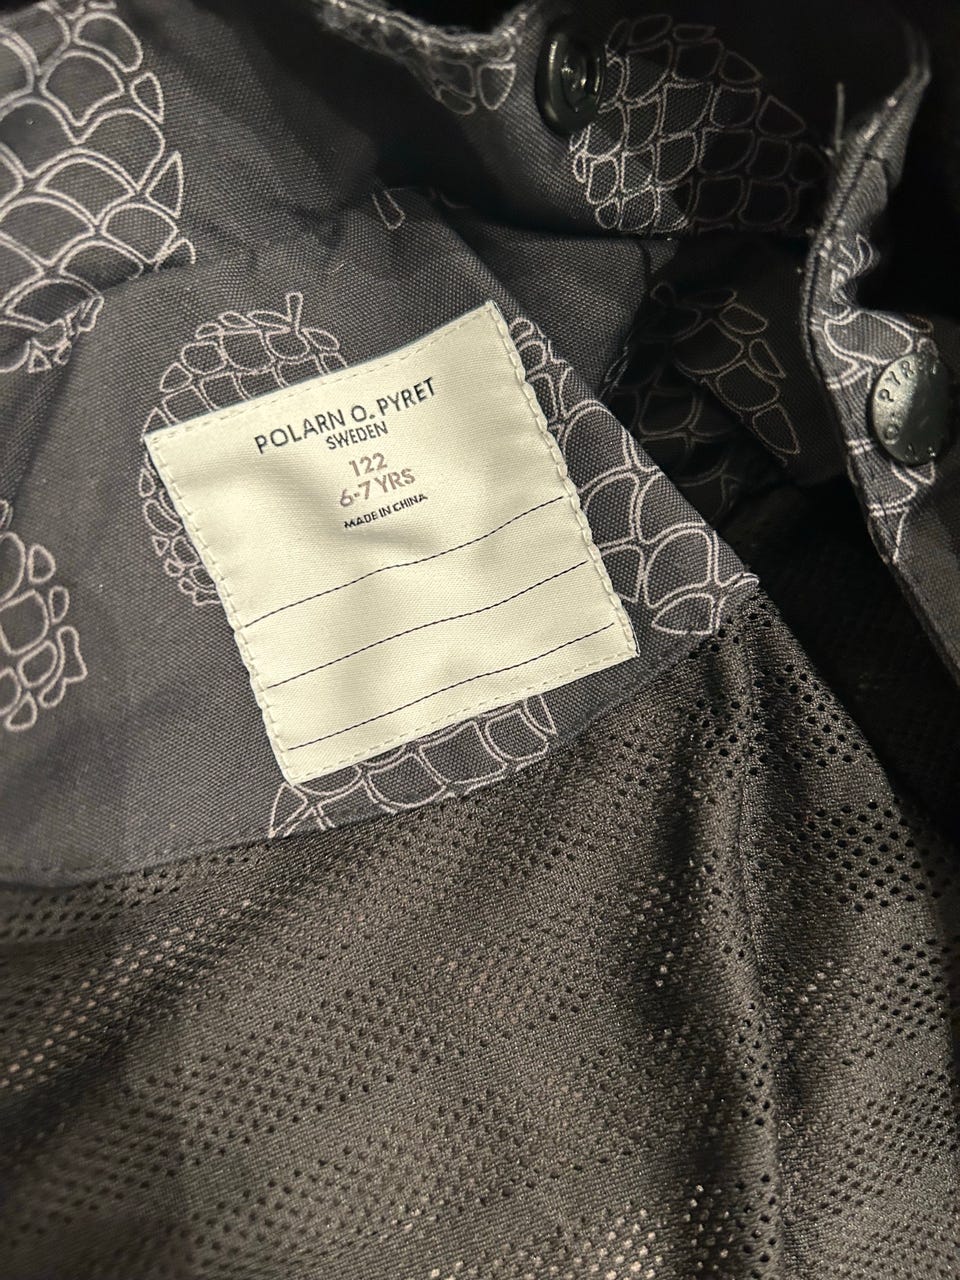 POLARN O. PYRET
SWEDEN
122
6-7 YRS
MADE IN CHINA